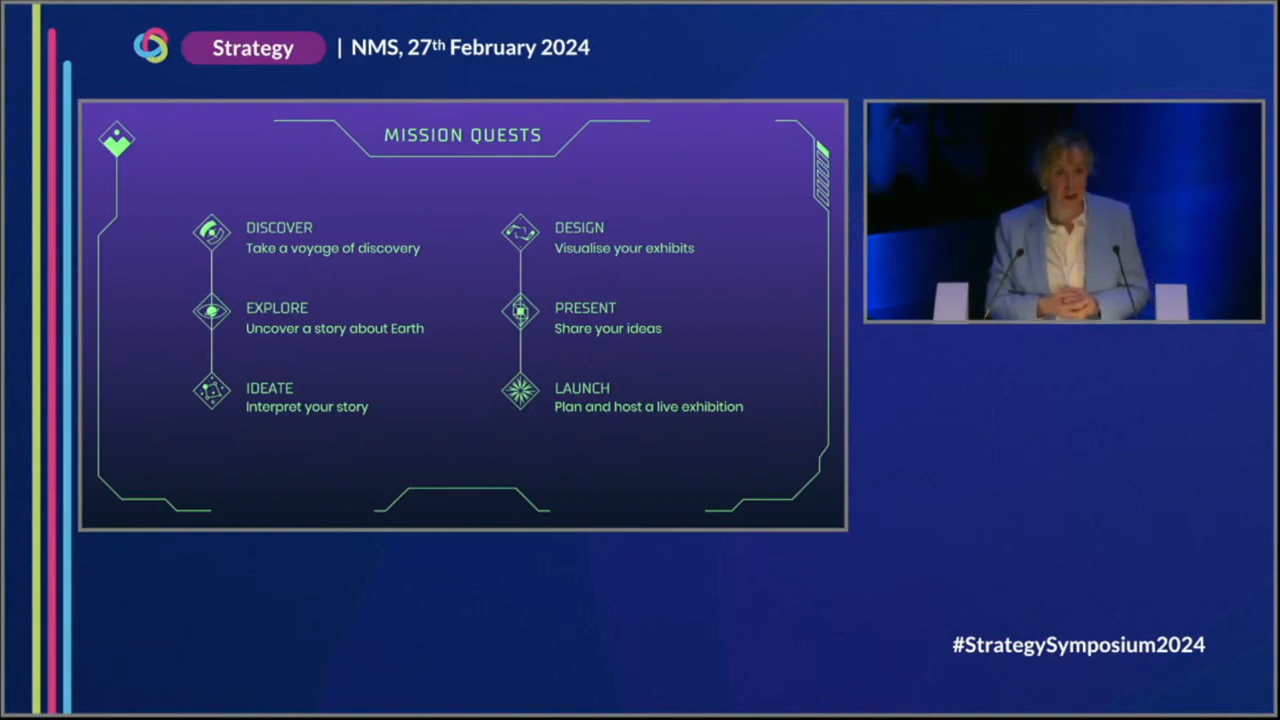 Strategy | NMS, 27th February 2024
MISSION QUESTS
DISCOVER
Take a voyage of discovery
EXPLORE
Uncover a story about Earth
IDEATE
Interpret your story
DESIGN
Visualise your exhibits
PRESENT
Share your ideas
LAUNCH
Plan and host a live exhibition
#StrategySymposium2024